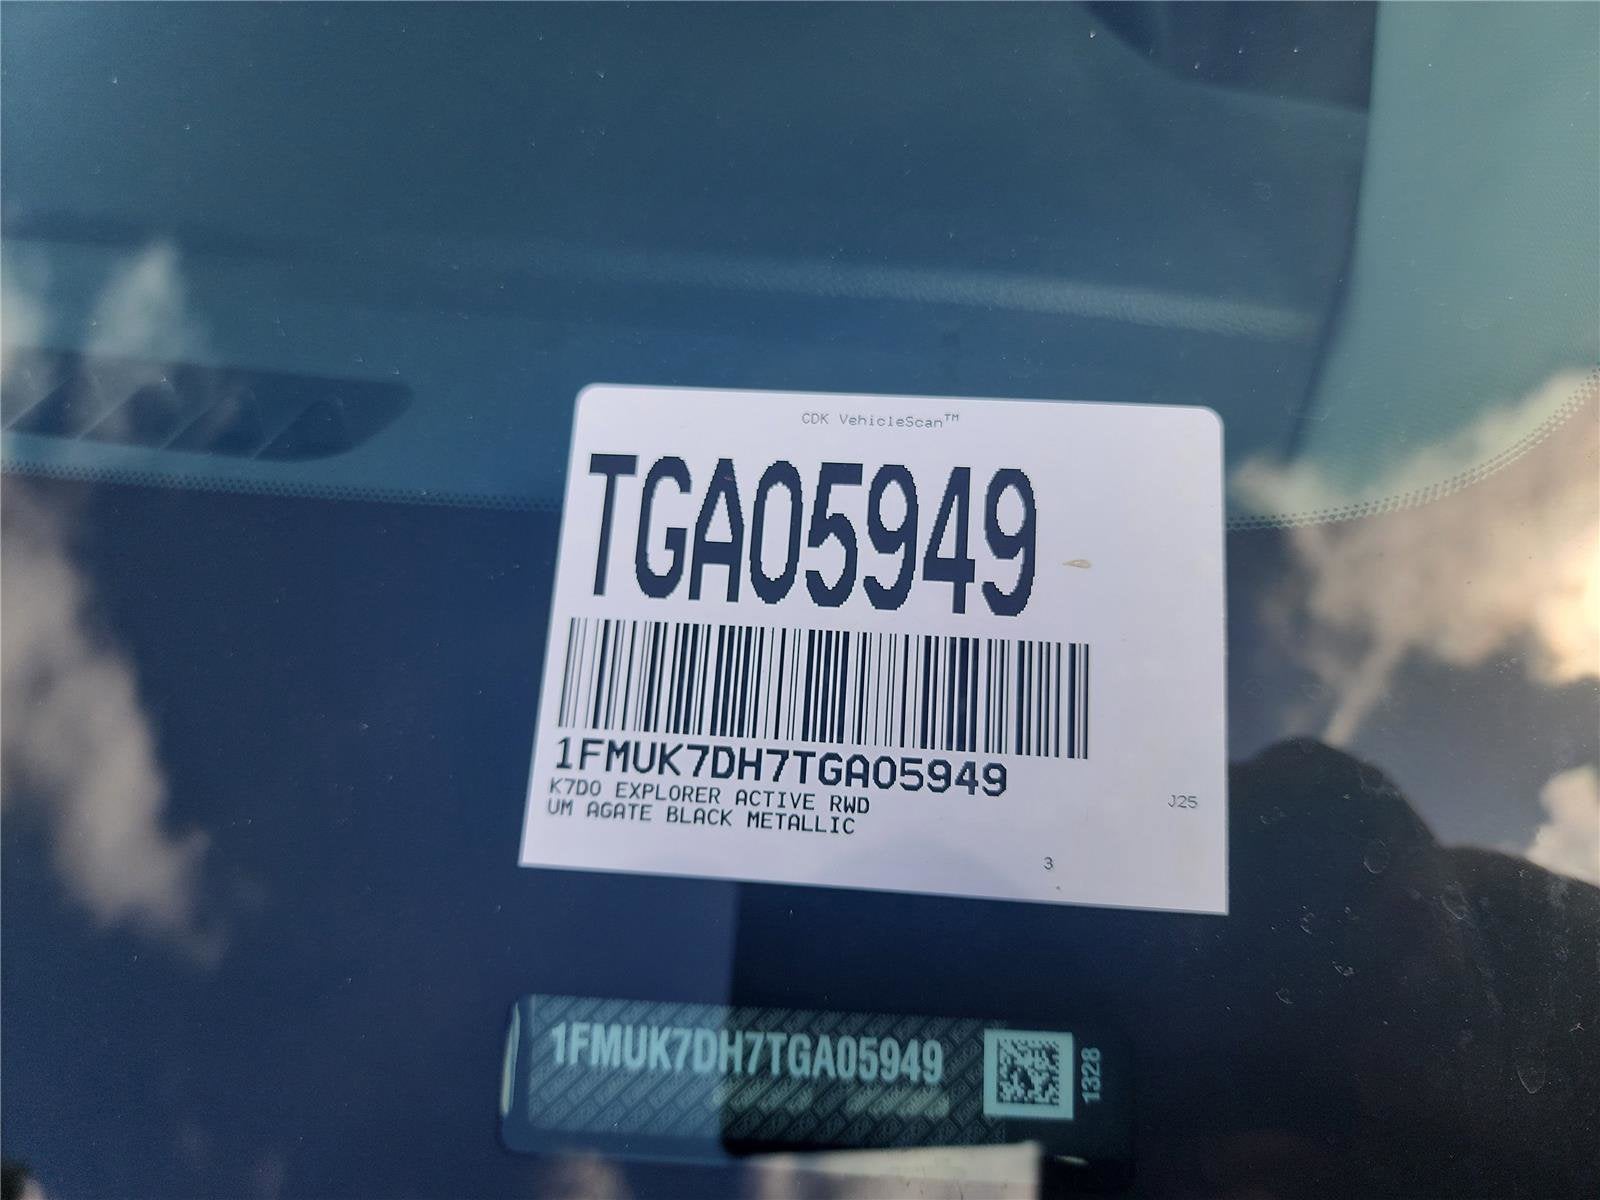 CDK VehicleScan™
TGA05949
1FMUK7DH7TGA05949
K7D0 EXPLORER ACTIVE RWD
UM AGATE BLACK METALLIC
J25
3
1FMUK7DH7TGA05949
1328